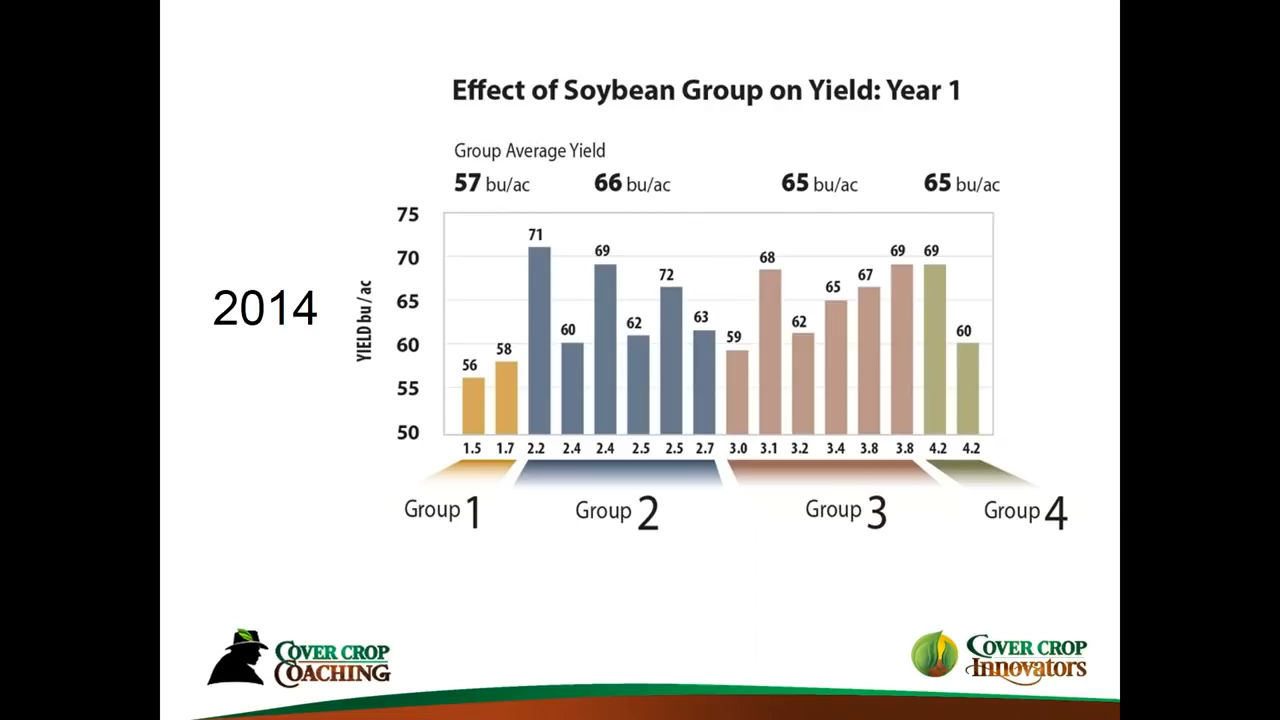 Effect of Soybean Group on Yield: Year 1
Group Average Yield
57 bu/ac 66 bu/ac 65 bu/ac 65 bu/ac
2014
YIELD bu / ac
75
70
65
60
55
50
56 58 71 60 69 62 72 63 59 68 62 65 67 69 69 60
1.5 1.7 2.2 2.4 2.4 2.5 2.5 2.7 3.0 3.1 3.2 3.4 3.8 3.8 4.2 4.2
Group 1 Group 2 Group 3 Group 4
COVER CROP
COACHING
COVER CROP
Innovators